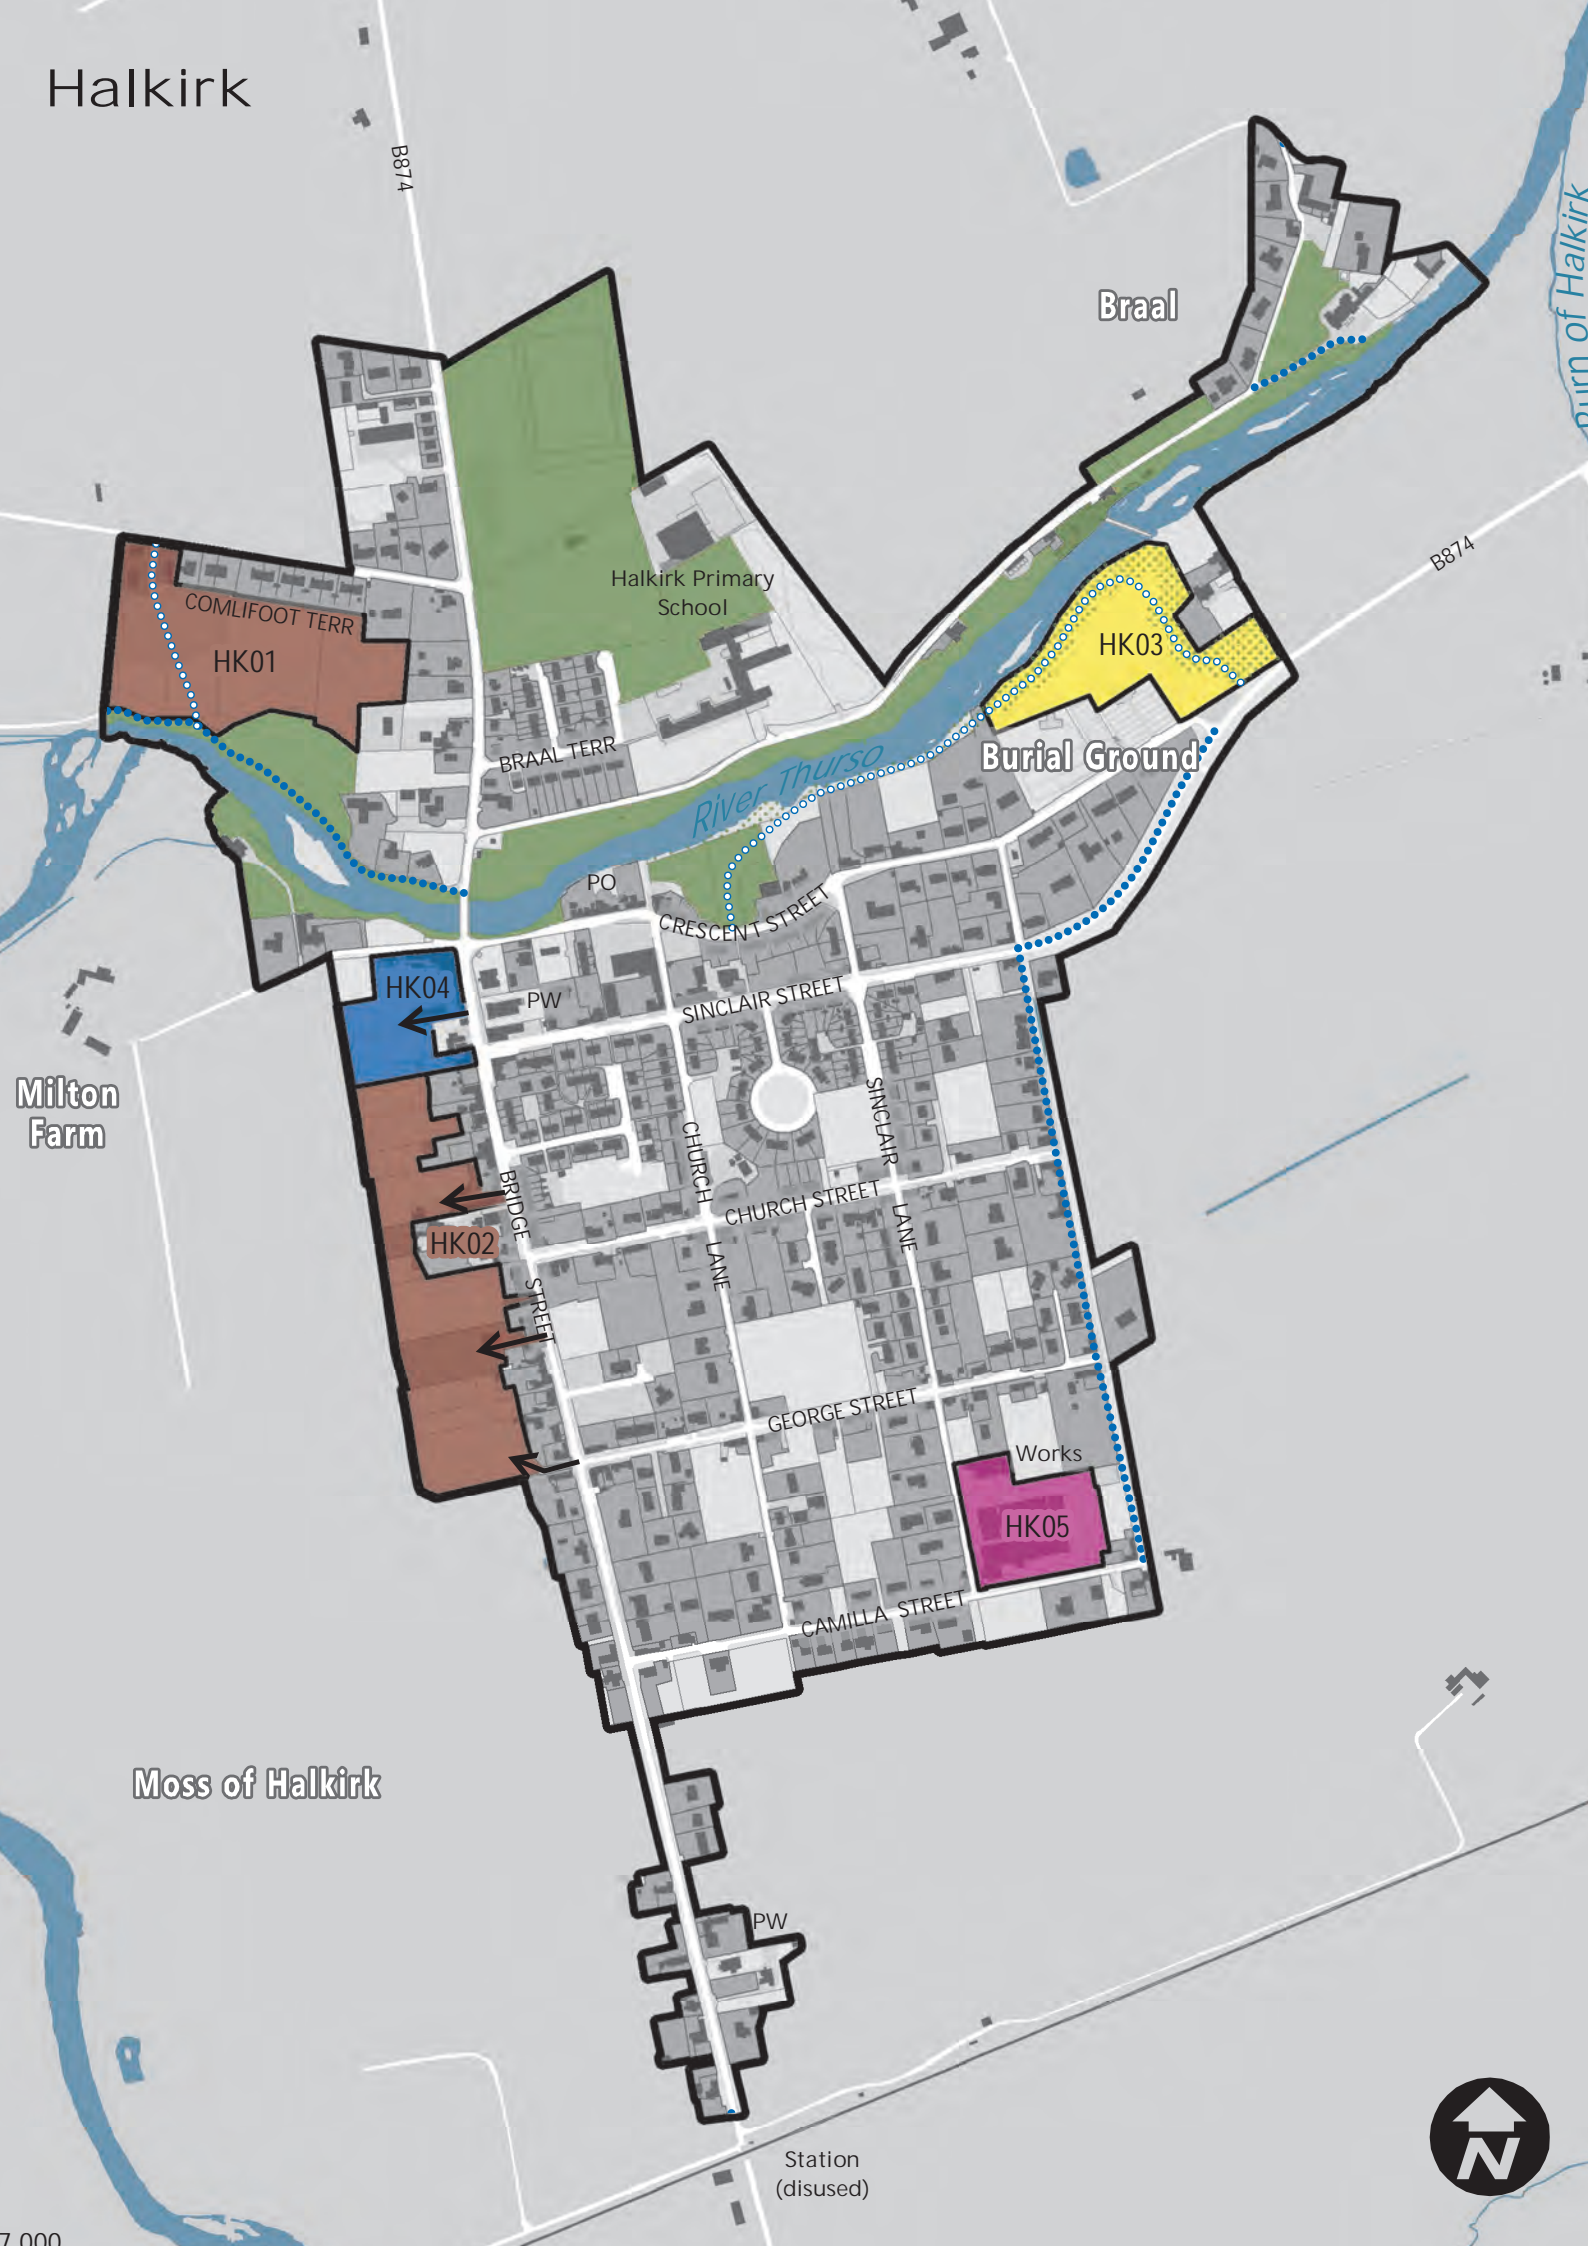 Halkirk
B874
Burn of Halkirk
Braal
B874
Halkirk Primary
School
COMLIFOOT TERR
HK01
HK03
BRAAL TERR
River Thurso
Burial Ground
PO
CRESCENT STREET
HK04
PW
SINCLAIR STREET
Milton
Farm
SINCLAIR
CHURCH
BRIDGE
CHURCH STREET
LANE
HK02
LANE
STREET
GEORGE STREET
Works
HK05
CAMILLA STREET
Moss of Halkirk
PW
Station
(disused)
N
7,000